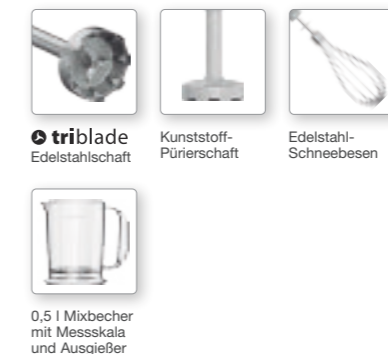 triblade
Edelstahlschaft
Kunststoff-
Pürierschaft
Edelstahl-
Schneebesen
0,5 l Mixbecher
mit Messskala
und Ausgießer